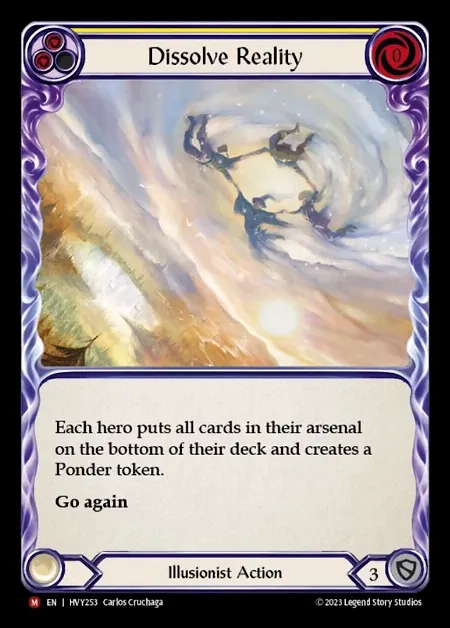 Dissolve Reality
0
Each hero puts all cards in their arsenal
on the bottom of their deck and creates a
Ponder token.
Go again
Illusionist Action
3
M EN | HVY253 Carlos Cruchaga
© 2023 Legend Story Studios